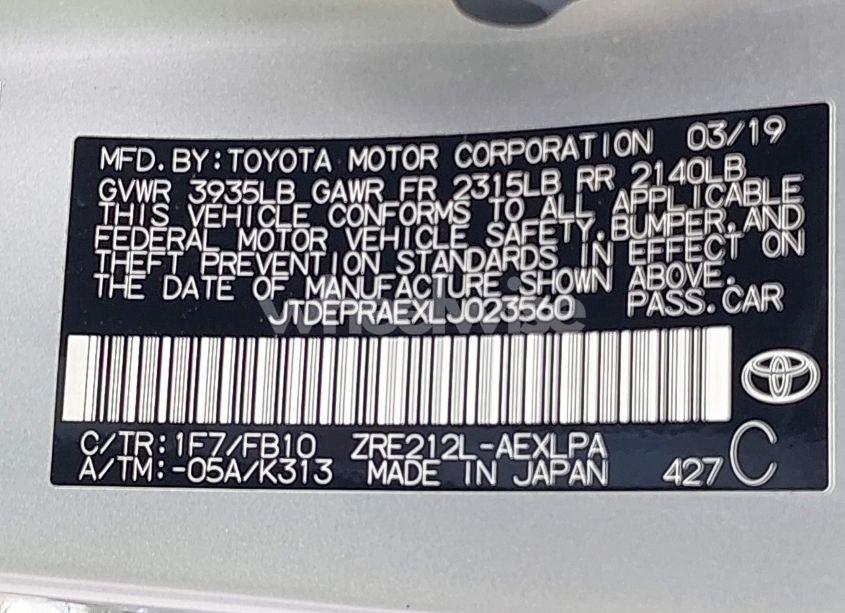 MFD. BY: TOYOTA MOTOR CORPORATION 03/19
GVWR 3935LB GAWR FR 2315LB RR 2140LB
THIS VEHICLE CONFORMS TO ALL APPLICABLE
FEDERAL MOTOR VEHICLE SAFETY, BUMPER, AND
THEFT PREVENTION STANDARDS IN EFFECT ON
THE DATE OF MANUFACTURE SHOWN ABOVE.
JTDEPRAEXLJ023560 PASS. CAR
C/TR: 1F7/FB10 ZRE212L-AEXLPA
A/TM: -05A/K313 MADE IN JAPAN 427 C